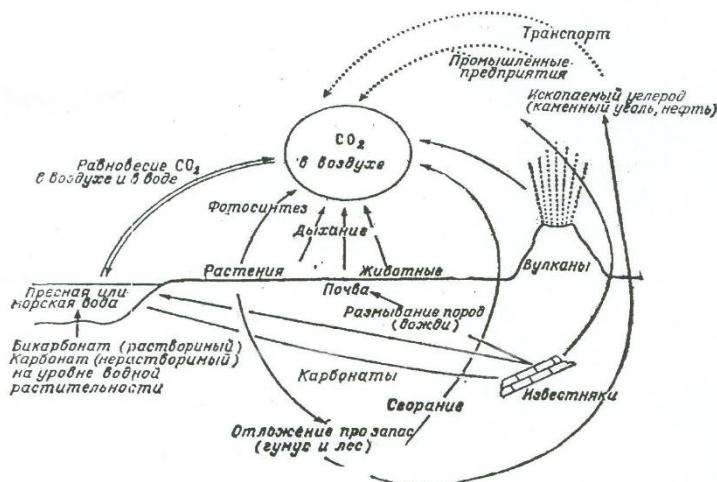 Транспорт
Промышленные
предприятия
Ископаемый углерод
(каменный уголь, нефть)
CO₂
в воздухе
Равновесие CO₂
в воздухе и в воде
Фотосинтез
Дыхание
Растения
Животные
Вулканы
Пресная или
морская вода
Почва
Размывание пород
(дожди)
Бикарбонат (раствориный)
Карбонат (нерастворимый)
на уровне водной
растительности
Карбонаты
Известняки
Сгорание
Отложение про запас
(гумус и лес)